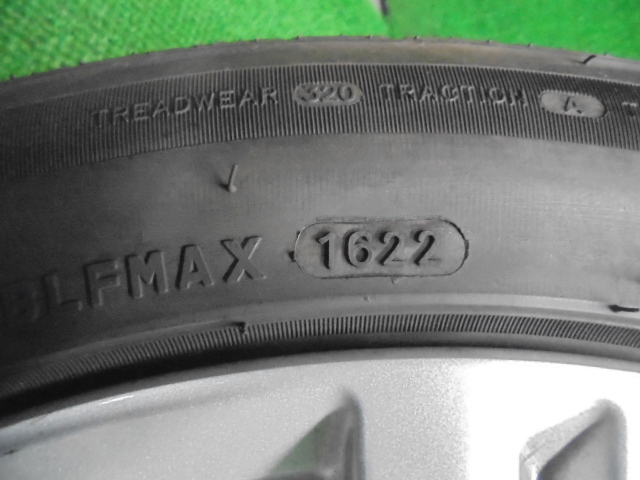 TREADWEAR 320 TRACTION A
BLFMAX 1622